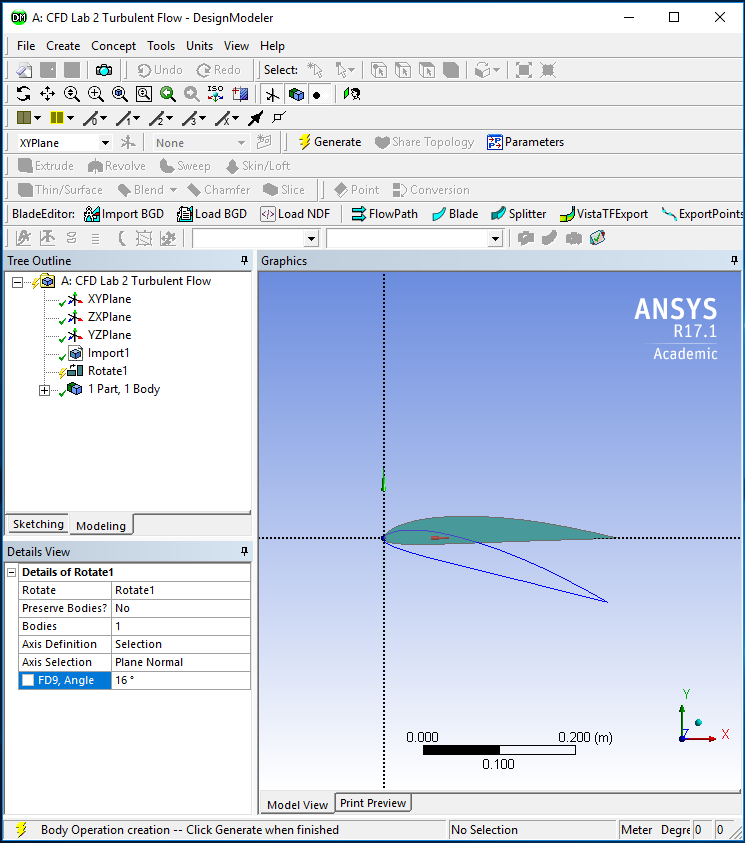 DM A: CFD Lab 2 Turbulent Flow - DesignModeler
File Create Concept Tools Units View Help
Undo Redo Select:
ISO
0 1 2 3 X
XYPlane None Generate Share Topology Parameters
Extrude Revolve Sweep Skin/Loft
Thin/Surface Blend Chamfer Slice Point Conversion
BladeEditor: Import BGD Load BGD Load NDF FlowPath Blade Splitter VistaTFExport ExportPoints
Tree Outline
A: CFD Lab 2 Turbulent Flow
XYPlane
ZXPlane
YZPlane
Import1
Rotate1
1 Part, 1 Body
Sketching Modeling
Details View
Details of Rotate1
Rotate Rotate1
Preserve Bodies? No
Bodies 1
Axis Definition Selection
Axis Selection Plane Normal
FD9, Angle 16 °
Graphics
ANSYS
R17.1
Academic
0.000 0.200 (m)
0.100
Y
Z X
Model View Print Preview
Body Operation creation -- Click Generate when finished No Selection Meter Degre 0 0